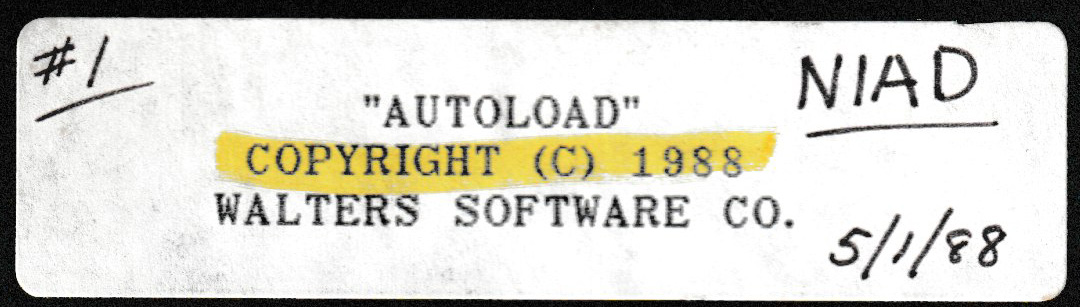 #1
NIAD
"AUTOLOAD"
COPYRIGHT (C) 1988
WALTERS SOFTWARE CO.
5/1/88